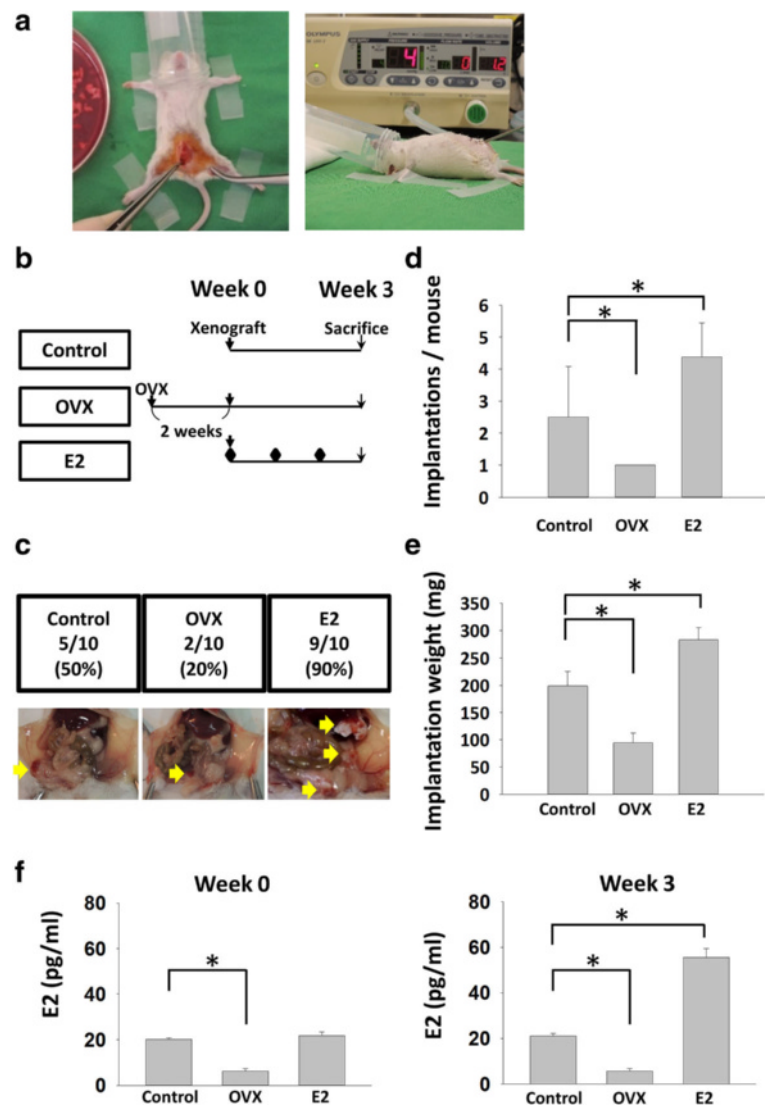 a
OLYMPUS
4
0
1.2
b
Week 0
Week 3
Xenograft
Sacrifice
Control
OVX
OVX
2 weeks
E2
c
Control
5/10
(50%)
OVX
2/10
(20%)
E2
9/10
(90%)
d
Implantations / mouse
6
5
4
3
2
1
0
*
*
Control OVX E2
e
Implantation weight (mg)
350
300
250
200
150
100
50
0
*
*
Control OVX E2
f
Week 0
E2 (pg/ml)
80
60
40
20
0
*
Control OVX E2
Week 3
E2 (pg/ml)
80
60
40
20
0
*
*
Control OVX E2